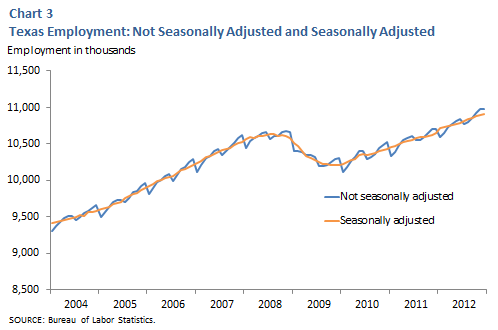 Chart 3
Texas Employment: Not Seasonally Adjusted and Seasonally Adjusted
Employment in thousands
11,500
11,000
10,500
10,000
9,500
9,000
8,500
Not seasonally adjusted
Seasonally adjusted
2004 2005 2006 2007 2008 2009 2010 2011 2012
SOURCE: Bureau of Labor Statistics.